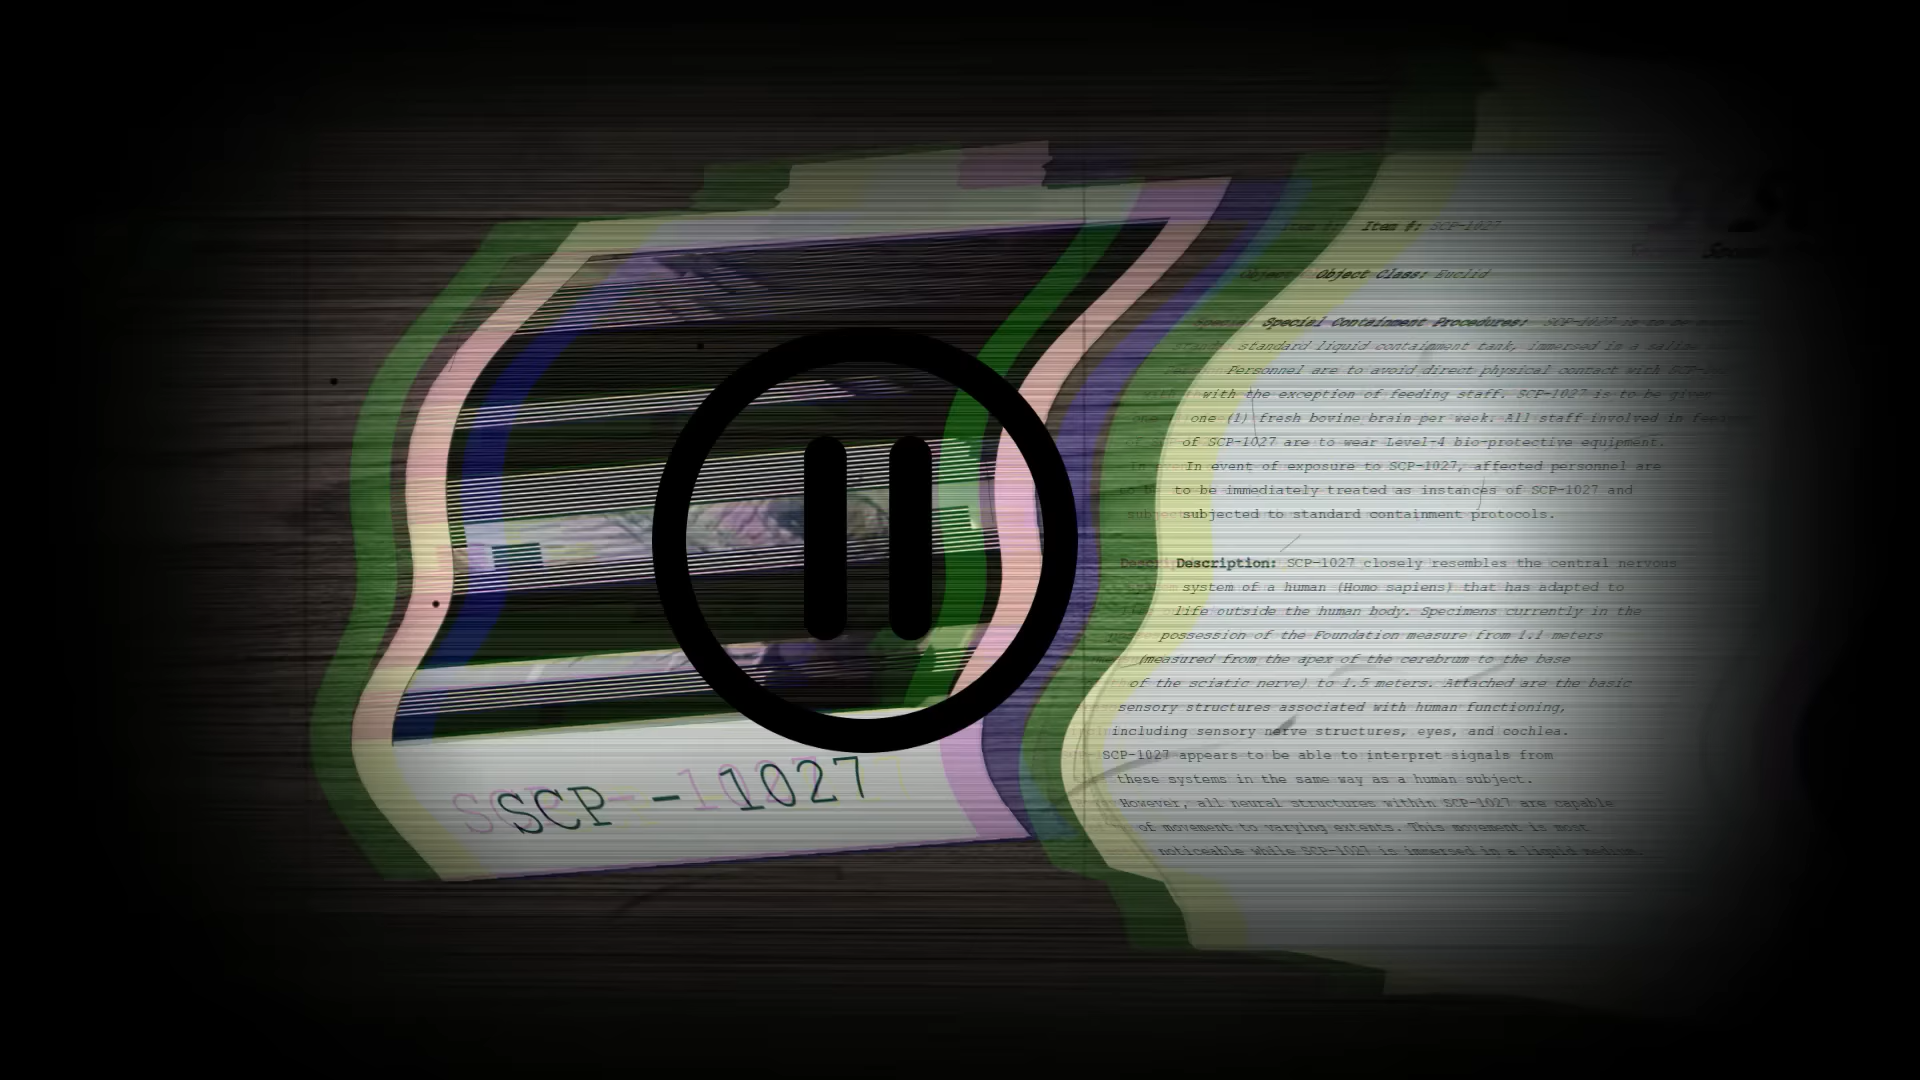 SCP - 1027
Item #: SCP-1027
Object Class: Euclid
Special Containment Procedures: SCP-1027 is to be
standard liquid containment tank, immersed in a saline
Personnel are to avoid direct physical contact with SCP-
with the exception of feeding staff. SCP-1027 is to be given
one (1) fresh bovine brain per week. All staff involved in
of SCP-1027 are to wear Level-4 bio-protective equipment.
In event of exposure to SCP-1027, affected personnel are
to be immediately treated as instances of SCP-1027 and
subjected to standard containment protocols.
Description: SCP-1027 closely resembles the central nervous
system of a human (Homo sapiens) that has adapted to
life outside the human body. Specimens currently in the
possession of the Foundation measure from 1.1 meters
(measured from the apex of the cerebrum to the base
of the sciatic nerve) to 1.5 meters. Attached are the basic
sensory structures associated with human functioning,
including sensory nerve structures, eyes, and cochlea.
SCP-1027 appears to be able to interpret signals from
these systems in the same way as a human subject.
However, all neural structures within SCP-1027 are capable
of movement to varying extents. This movement is most
noticeable while SCP-1027 is immersed in a liquid medium.